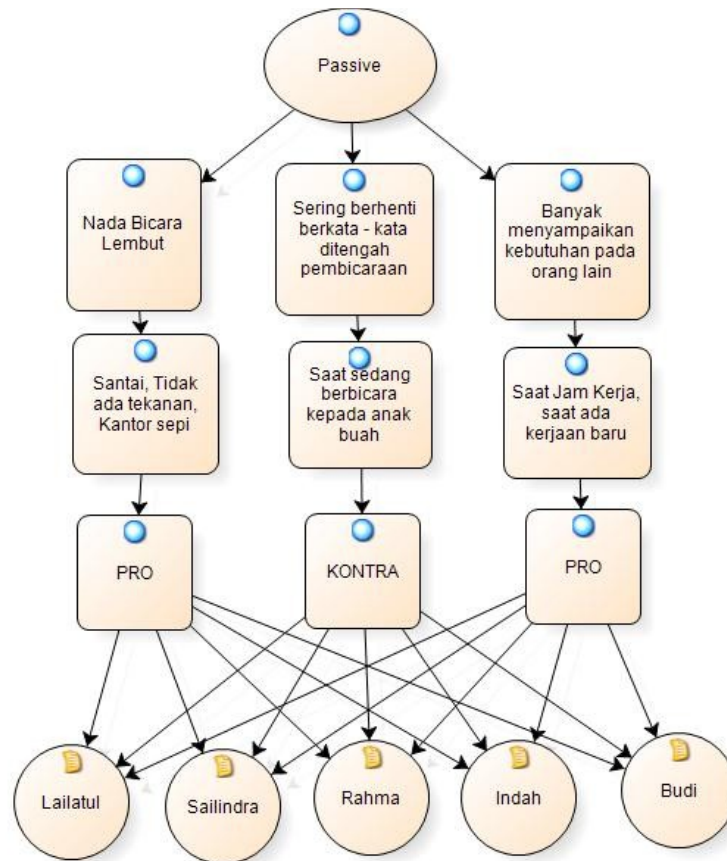 Passive
Nada Bicara
Lembut
Sering berhenti
berkata - kata
ditengah
pembicaraan
Banyak
menyampaikan
kebutuhan pada
orang lain
Santai, Tidak
ada tekanan,
Kantor sepi
Saat sedang
berbicara
kepada anak
buah
Saat Jam Kerja,
saat ada
kerjaan baru
PRO
KONTRA
PRO
Lailatul
Sailindra
Rahma
Indah
Budi